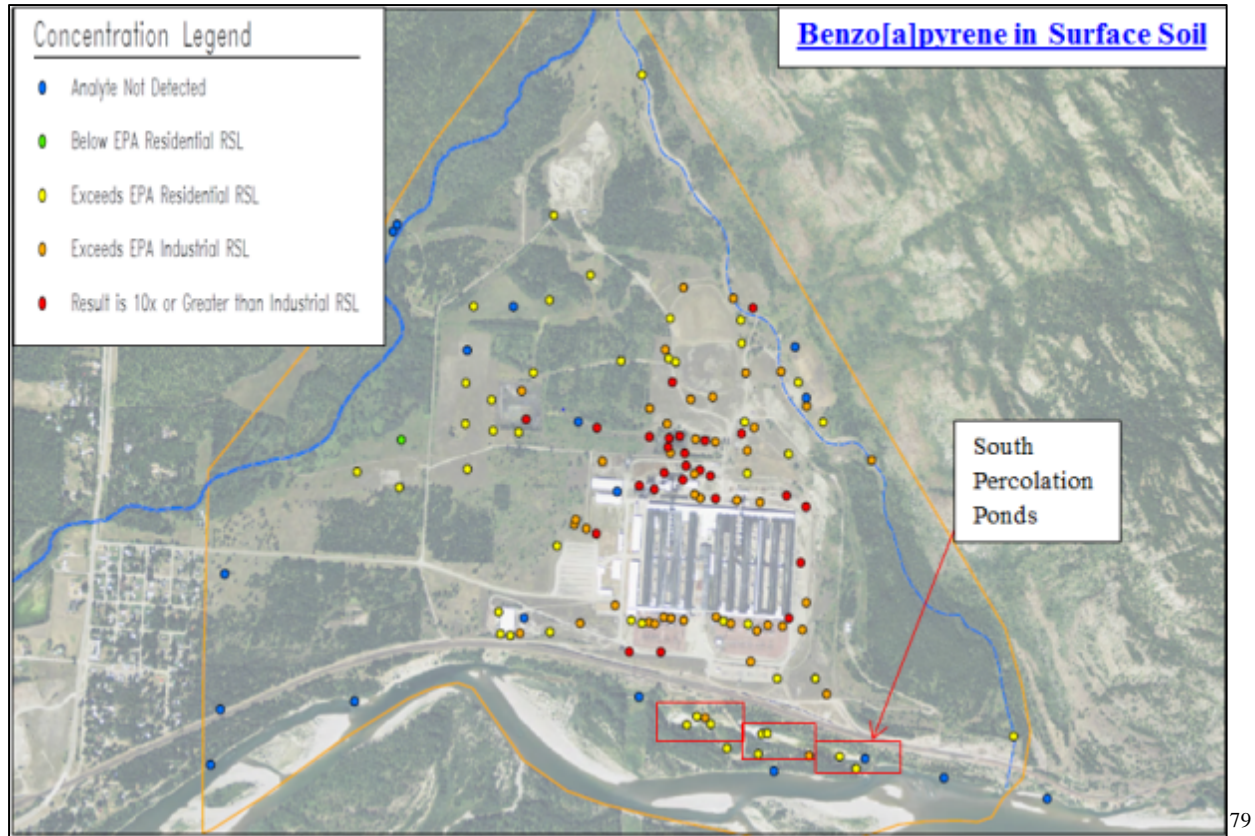 Concentration Legend
Analyte Not Detected
Below EPA Residential RSL
Exceeds EPA Residential RSL
Exceeds EPA Industrial RSL
Result is 10x or Greater than Industrial RSL
Benzo[a]pyrene in Surface Soil
South
Percolation
Ponds
79